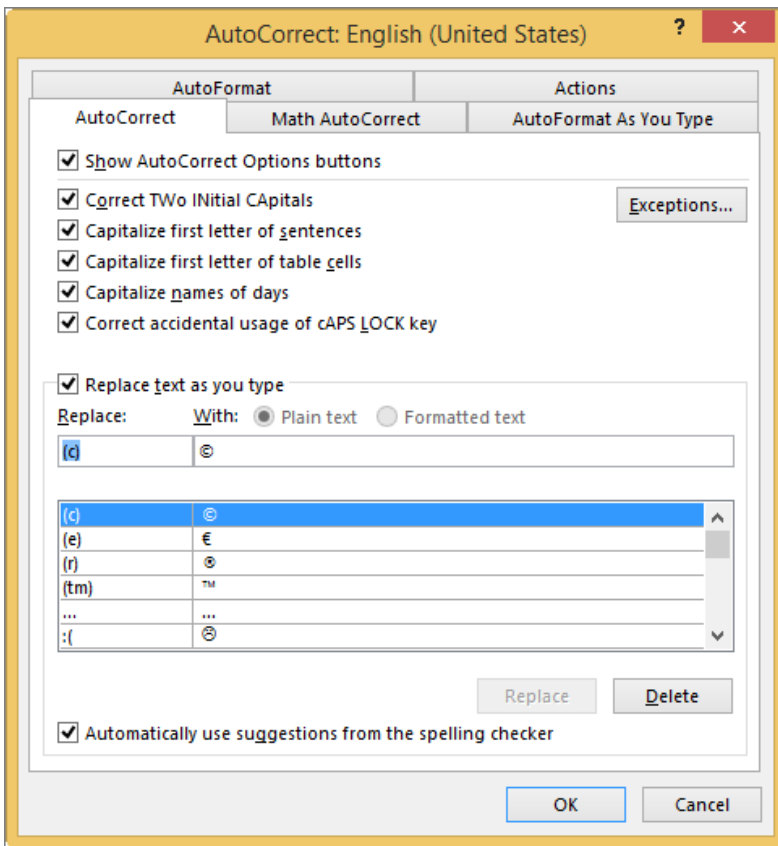 AutoCorrect: English (United States) ? ×
AutoFormat Actions
AutoCorrect Math AutoCorrect AutoFormat As You Type
Show AutoCorrect Options buttons
Correct TWo INitial CApitals Exceptions...
Capitalize first letter of sentences
Capitalize first letter of table cells
Capitalize names of days
Correct accidental usage of cAPS LOCK key
Replace text as you type
Replace: With: Plain text Formatted text
(c) ©
(c) ©
(e) €
(r) ®
(tm) ™
... ...
:( ☹
Replace Delete
Automatically use suggestions from the spelling checker
OK Cancel